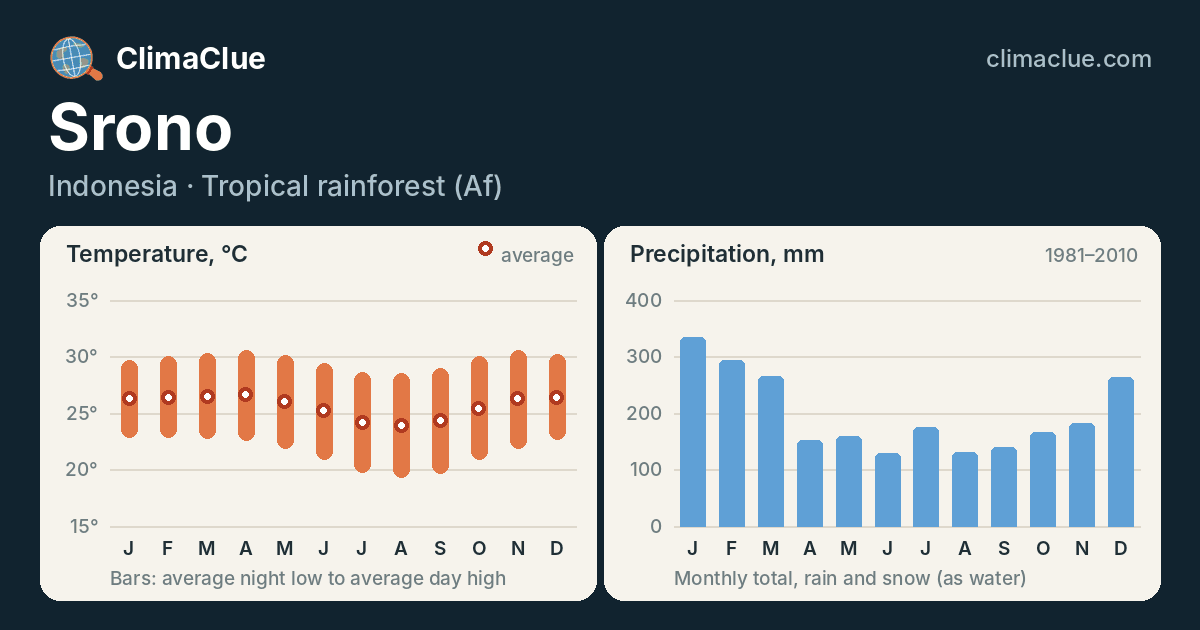 ClimaClue
climaclue.com
Srono
Indonesia · Tropical rainforest (Af)
Temperature, °C
average
35°
30°
25°
20°
15°
J F M A M J J A S O N D
Bars: average night low to average day high
Precipitation, mm
1981–2010
400
300
200
100
0
J F M A M J J A S O N D
Monthly total, rain and snow (as water)